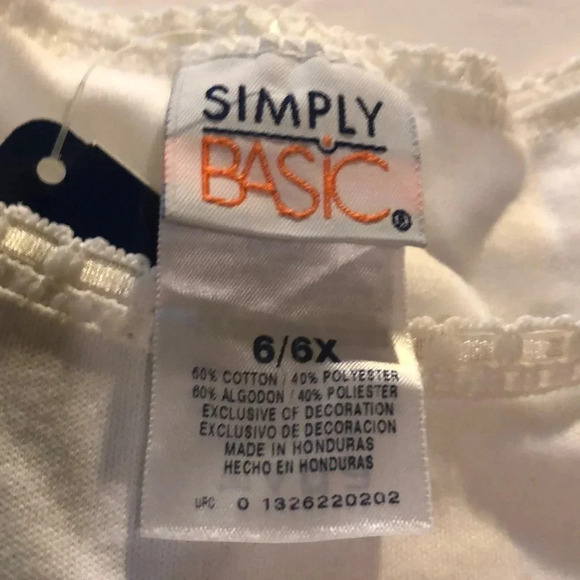 SIMPLY
BASIC
6/6X
60% COTTON / 40% POLYESTER
60% ALGODON / 40% POLIESTER
EXCLUSIVE OF DECORATION
EXCLUSIVO DE DECORACION
MADE IN HONDURAS
HECHO EN HONDURAS
UPC 0 1326220202